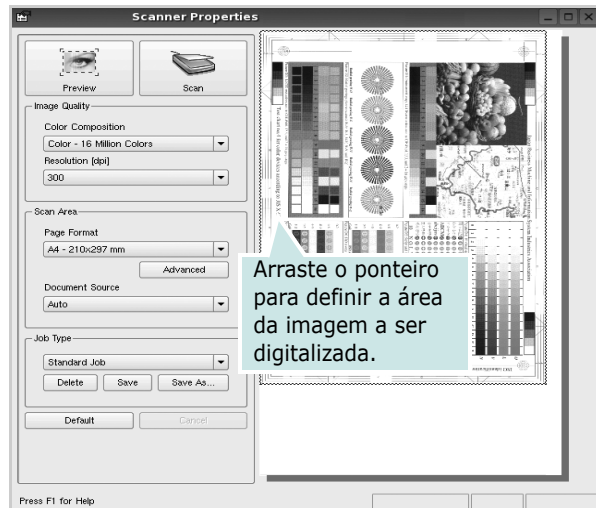 Scanner Properties
Preview
Scan
Image Quality
Color Composition
Color - 16 Million Colors
Resolution [dpi]
300
Scan Area
Page Format
A4 - 210x297 mm
Advanced
Document Source
Auto
Job Type
Standard Job
Delete Save Save As...
Default Cancel
Arraste o ponteiro
para definir a área
da imagem a ser
digitalizada.
Press F1 for Help